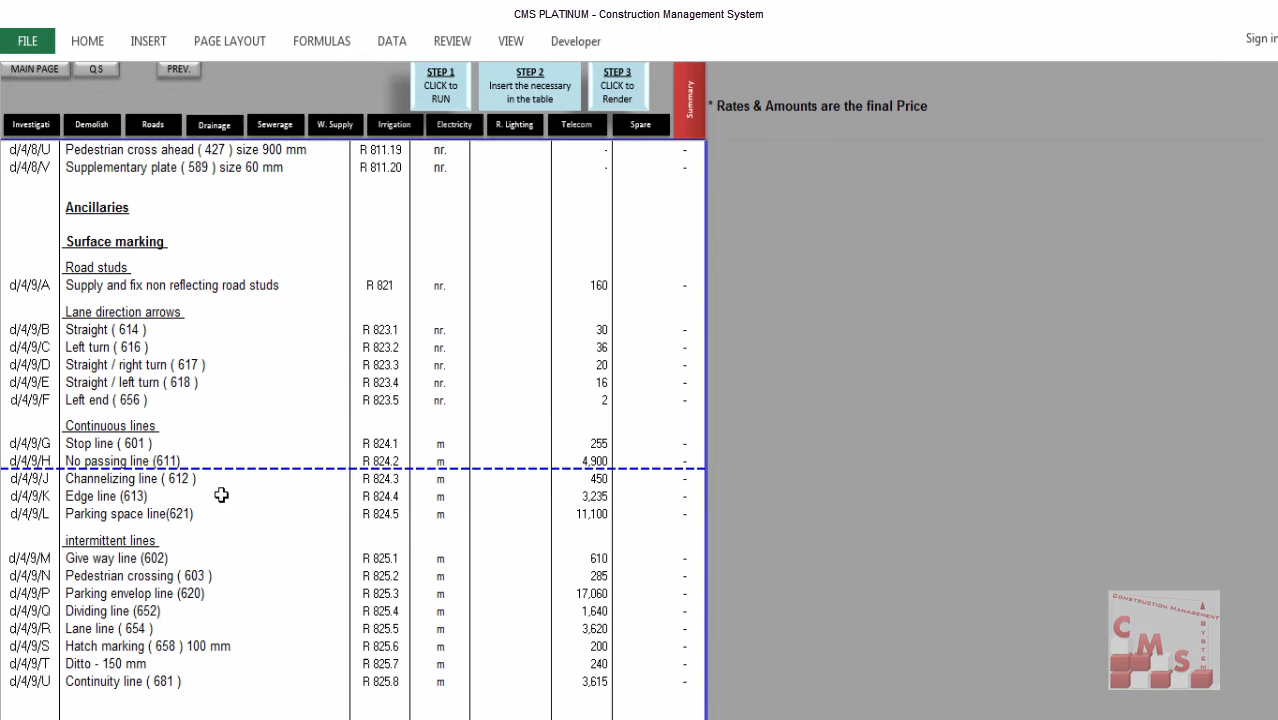 CMS PLATINUM - Construction Management System
FILE HOME INSERT PAGE LAYOUT FORMULAS DATA REVIEW VIEW Developer Sign in
MAIN PAGE Q S PREV.
STEP 1 CLICK to RUN
STEP 2 Insert the necessary in the table
STEP 3 CLICK to Render
Summary
* Rates & Amounts are the final Price
Investigati Demolish Roads Drainage Sewerage W. Supply Irrigation Electricity R. Lighting Telecom Spare
d/4/8/U Pedestrian cross ahead ( 427 ) size 900 mm R 811.19 nr. - -
d/4/8/V Supplementary plate ( 589 ) size 60 mm R 811.20 nr. - -
Ancillaries
Surface marking
Road studs
d/4/9/A Supply and fix non reflecting road studs R 821 nr. 160 -
Lane direction arrows
d/4/9/B Straight ( 614 ) R 823.1 nr. 30 -
d/4/9/C Left turn ( 616 ) R 823.2 nr. 36 -
d/4/9/D Straight / right turn ( 617 ) R 823.3 nr. 20 -
d/4/9/E Straight / left turn ( 618 ) R 823.4 nr. 16 -
d/4/9/F Left end ( 656 ) R 823.5 nr. 2 -
Continuous lines
d/4/9/G Stop line ( 601 ) R 824.1 m 255 -
d/4/9/H No passing line (611) R 824.2 m 4,900 -
d/4/9/J Channelizing line ( 612 ) R 824.3 m 450 -
d/4/9/K Edge line (613) R 824.4 m 3,235 -
d/4/9/L Parking space line(621) R 824.5 m 11,100 -
intermittent lines
d/4/9/M Give way line (602) R 825.1 m 610 -
d/4/9/N Pedestrian crossing ( 603 ) R 825.2 m 285 -
d/4/9/P Parking envelop line (620) R 825.3 m 17,060 -
d/4/9/Q Dividing line (652) R 825.4 m 1,640 -
d/4/9/R Lane line ( 654 ) R 825.5 m 3,620 -
d/4/9/S Hatch marking ( 658 ) 100 mm R 825.6 m 200 -
d/4/9/T Ditto - 150 mm R 825.7 m 240 -
d/4/9/U Continuity line ( 681 ) R 825.8 m 3,615 -
CONSTRUCTION MANAGEMENT
SYSTEM
C M S